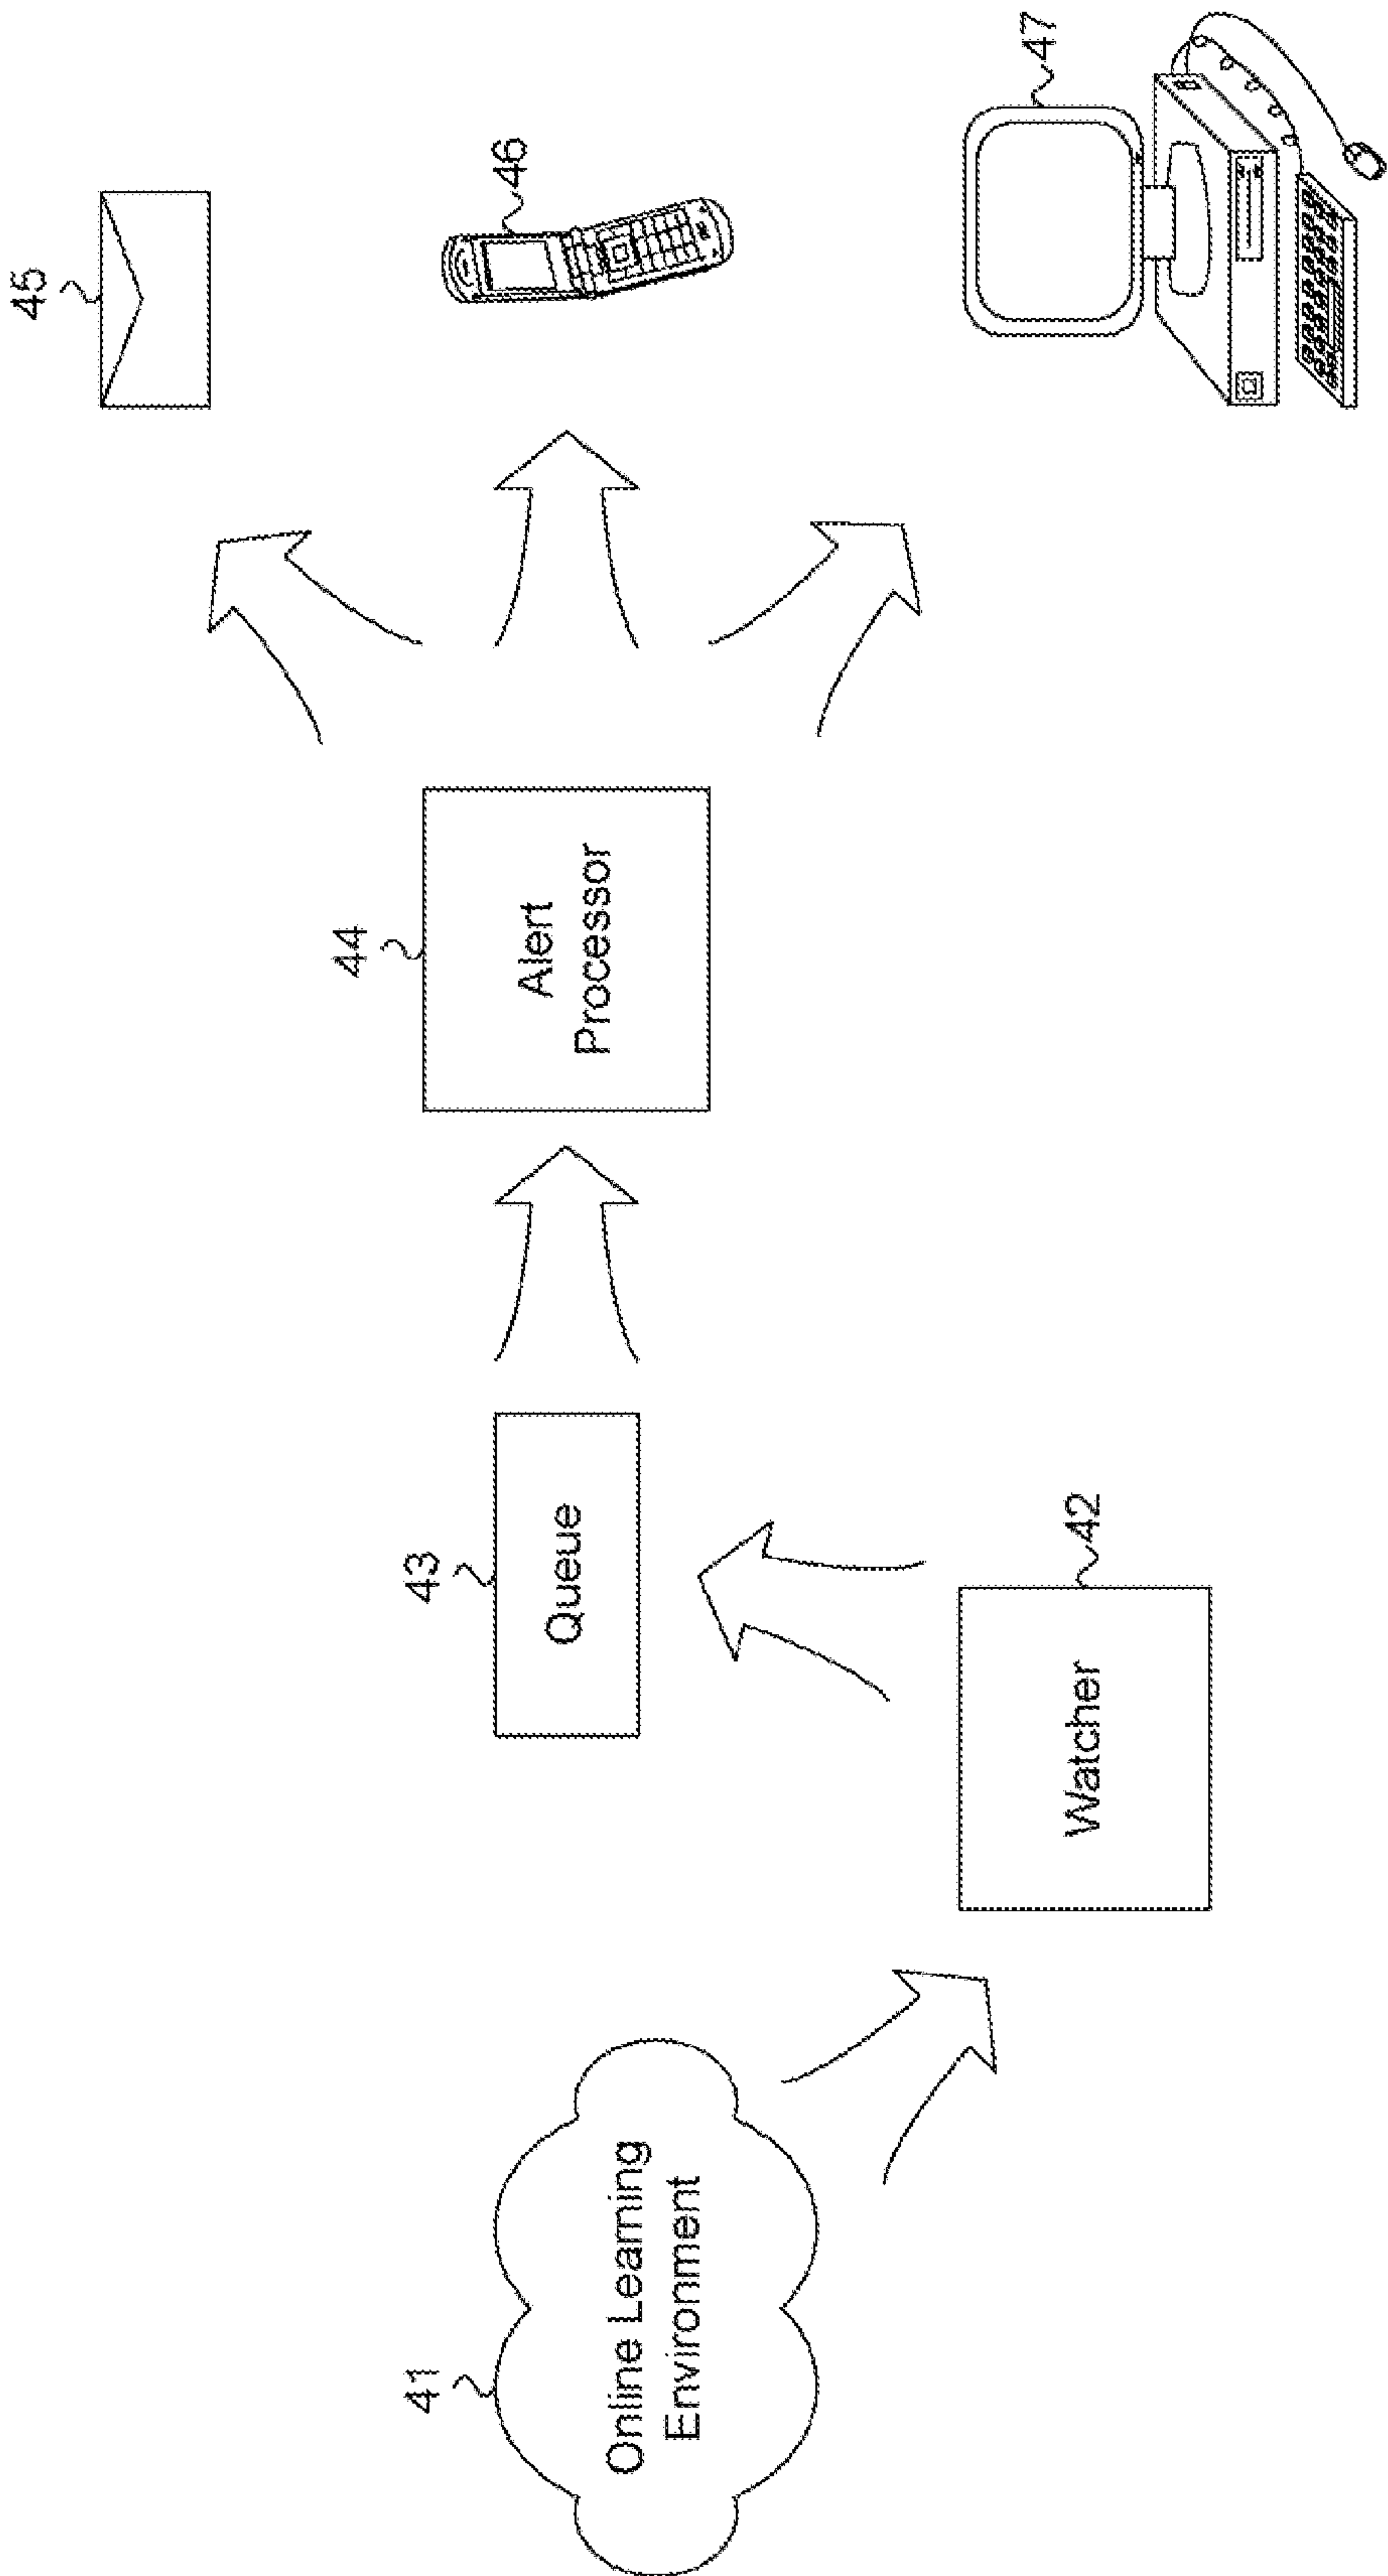 41
Online Learning
Environment
42
Watcher
43
Queue
44
Alert
Processor
45
46
47